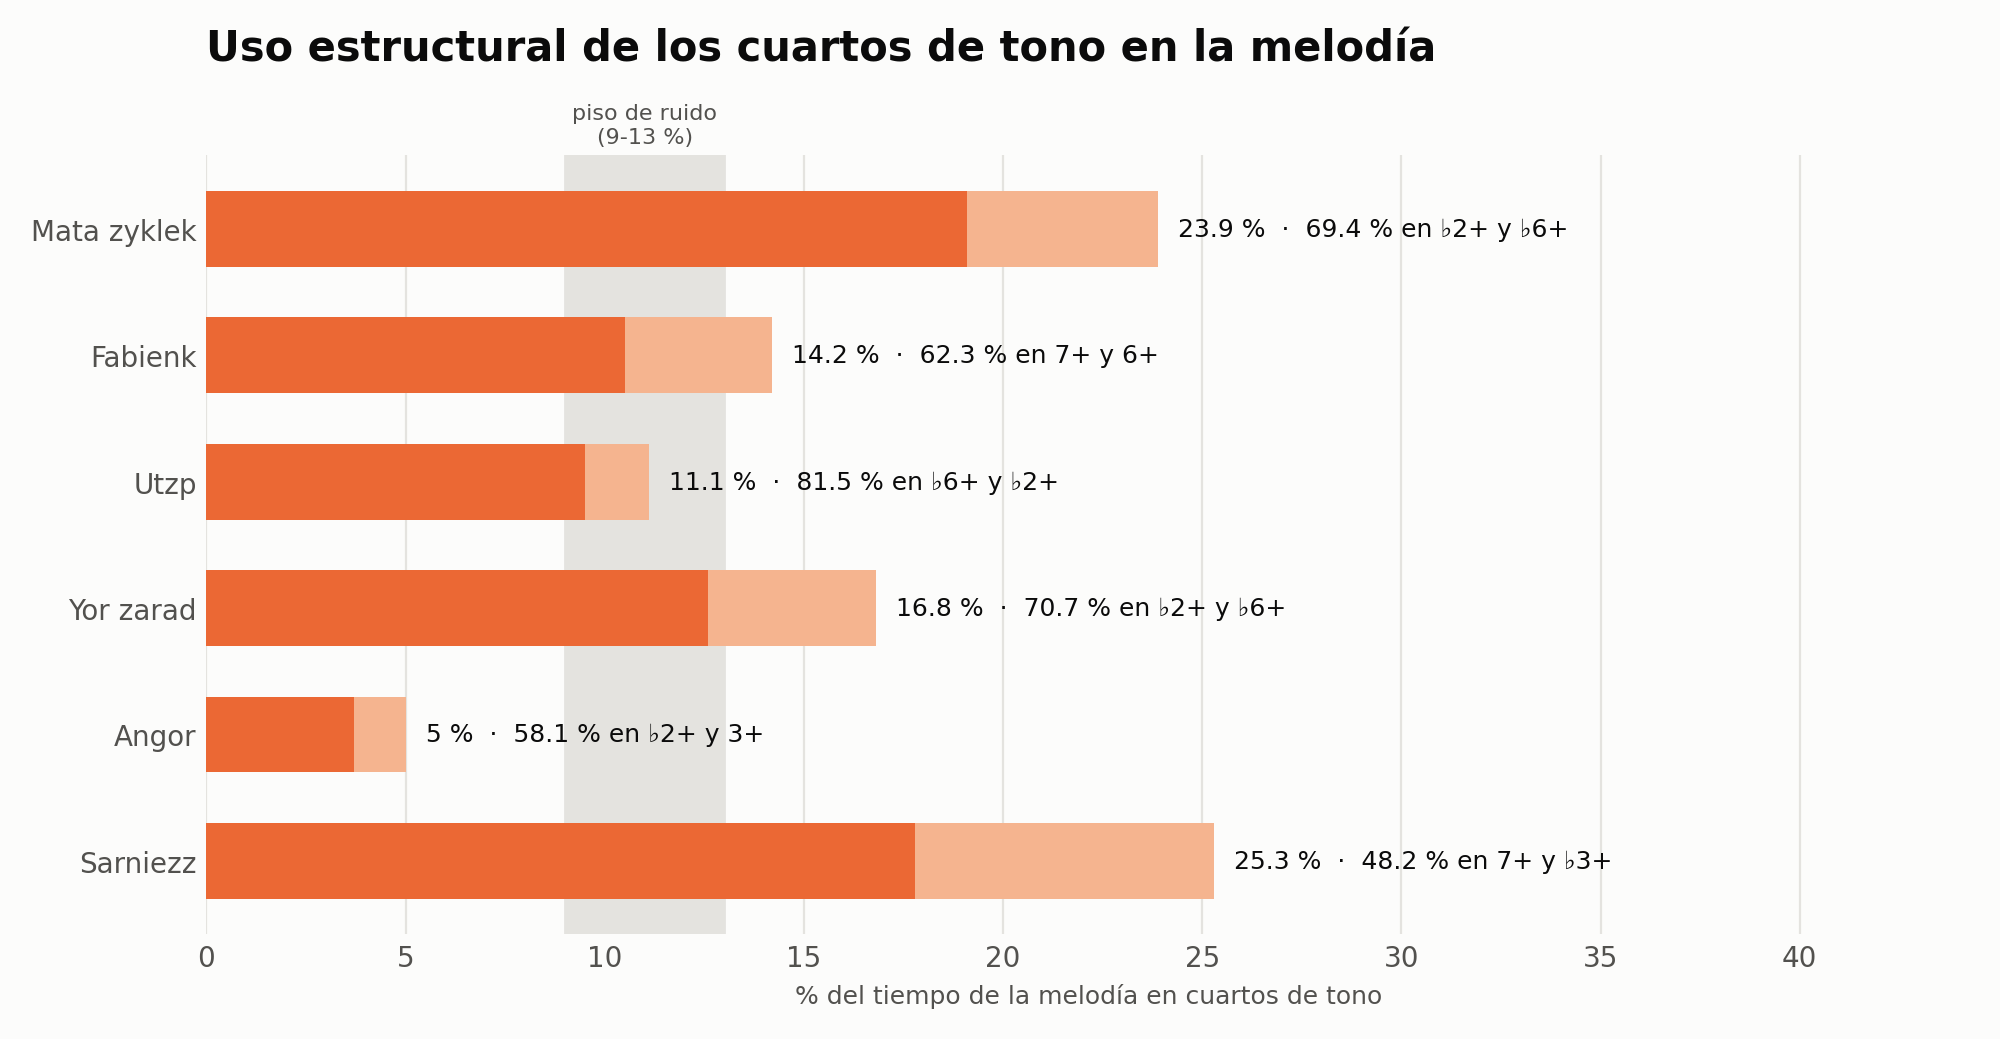 Uso estructural de los cuartos de tono en la melodía
piso de ruido
(9-13 %)
Mata zyklek
23.9 % · 69.4 % en ♭2+ y ♭6+
Fabienk
14.2 % · 62.3 % en 7+ y 6+
Utzp
11.1 % · 81.5 % en ♭6+ y ♭2+
Yor zarad
16.8 % · 70.7 % en ♭2+ y ♭6+
Angor
5 % · 58.1 % en ♭2+ y 3+
Sarniezz
25.3 % · 48.2 % en 7+ y ♭3+
0 5 10 15 20 25 30 35 40
% del tiempo de la melodía en cuartos de tono